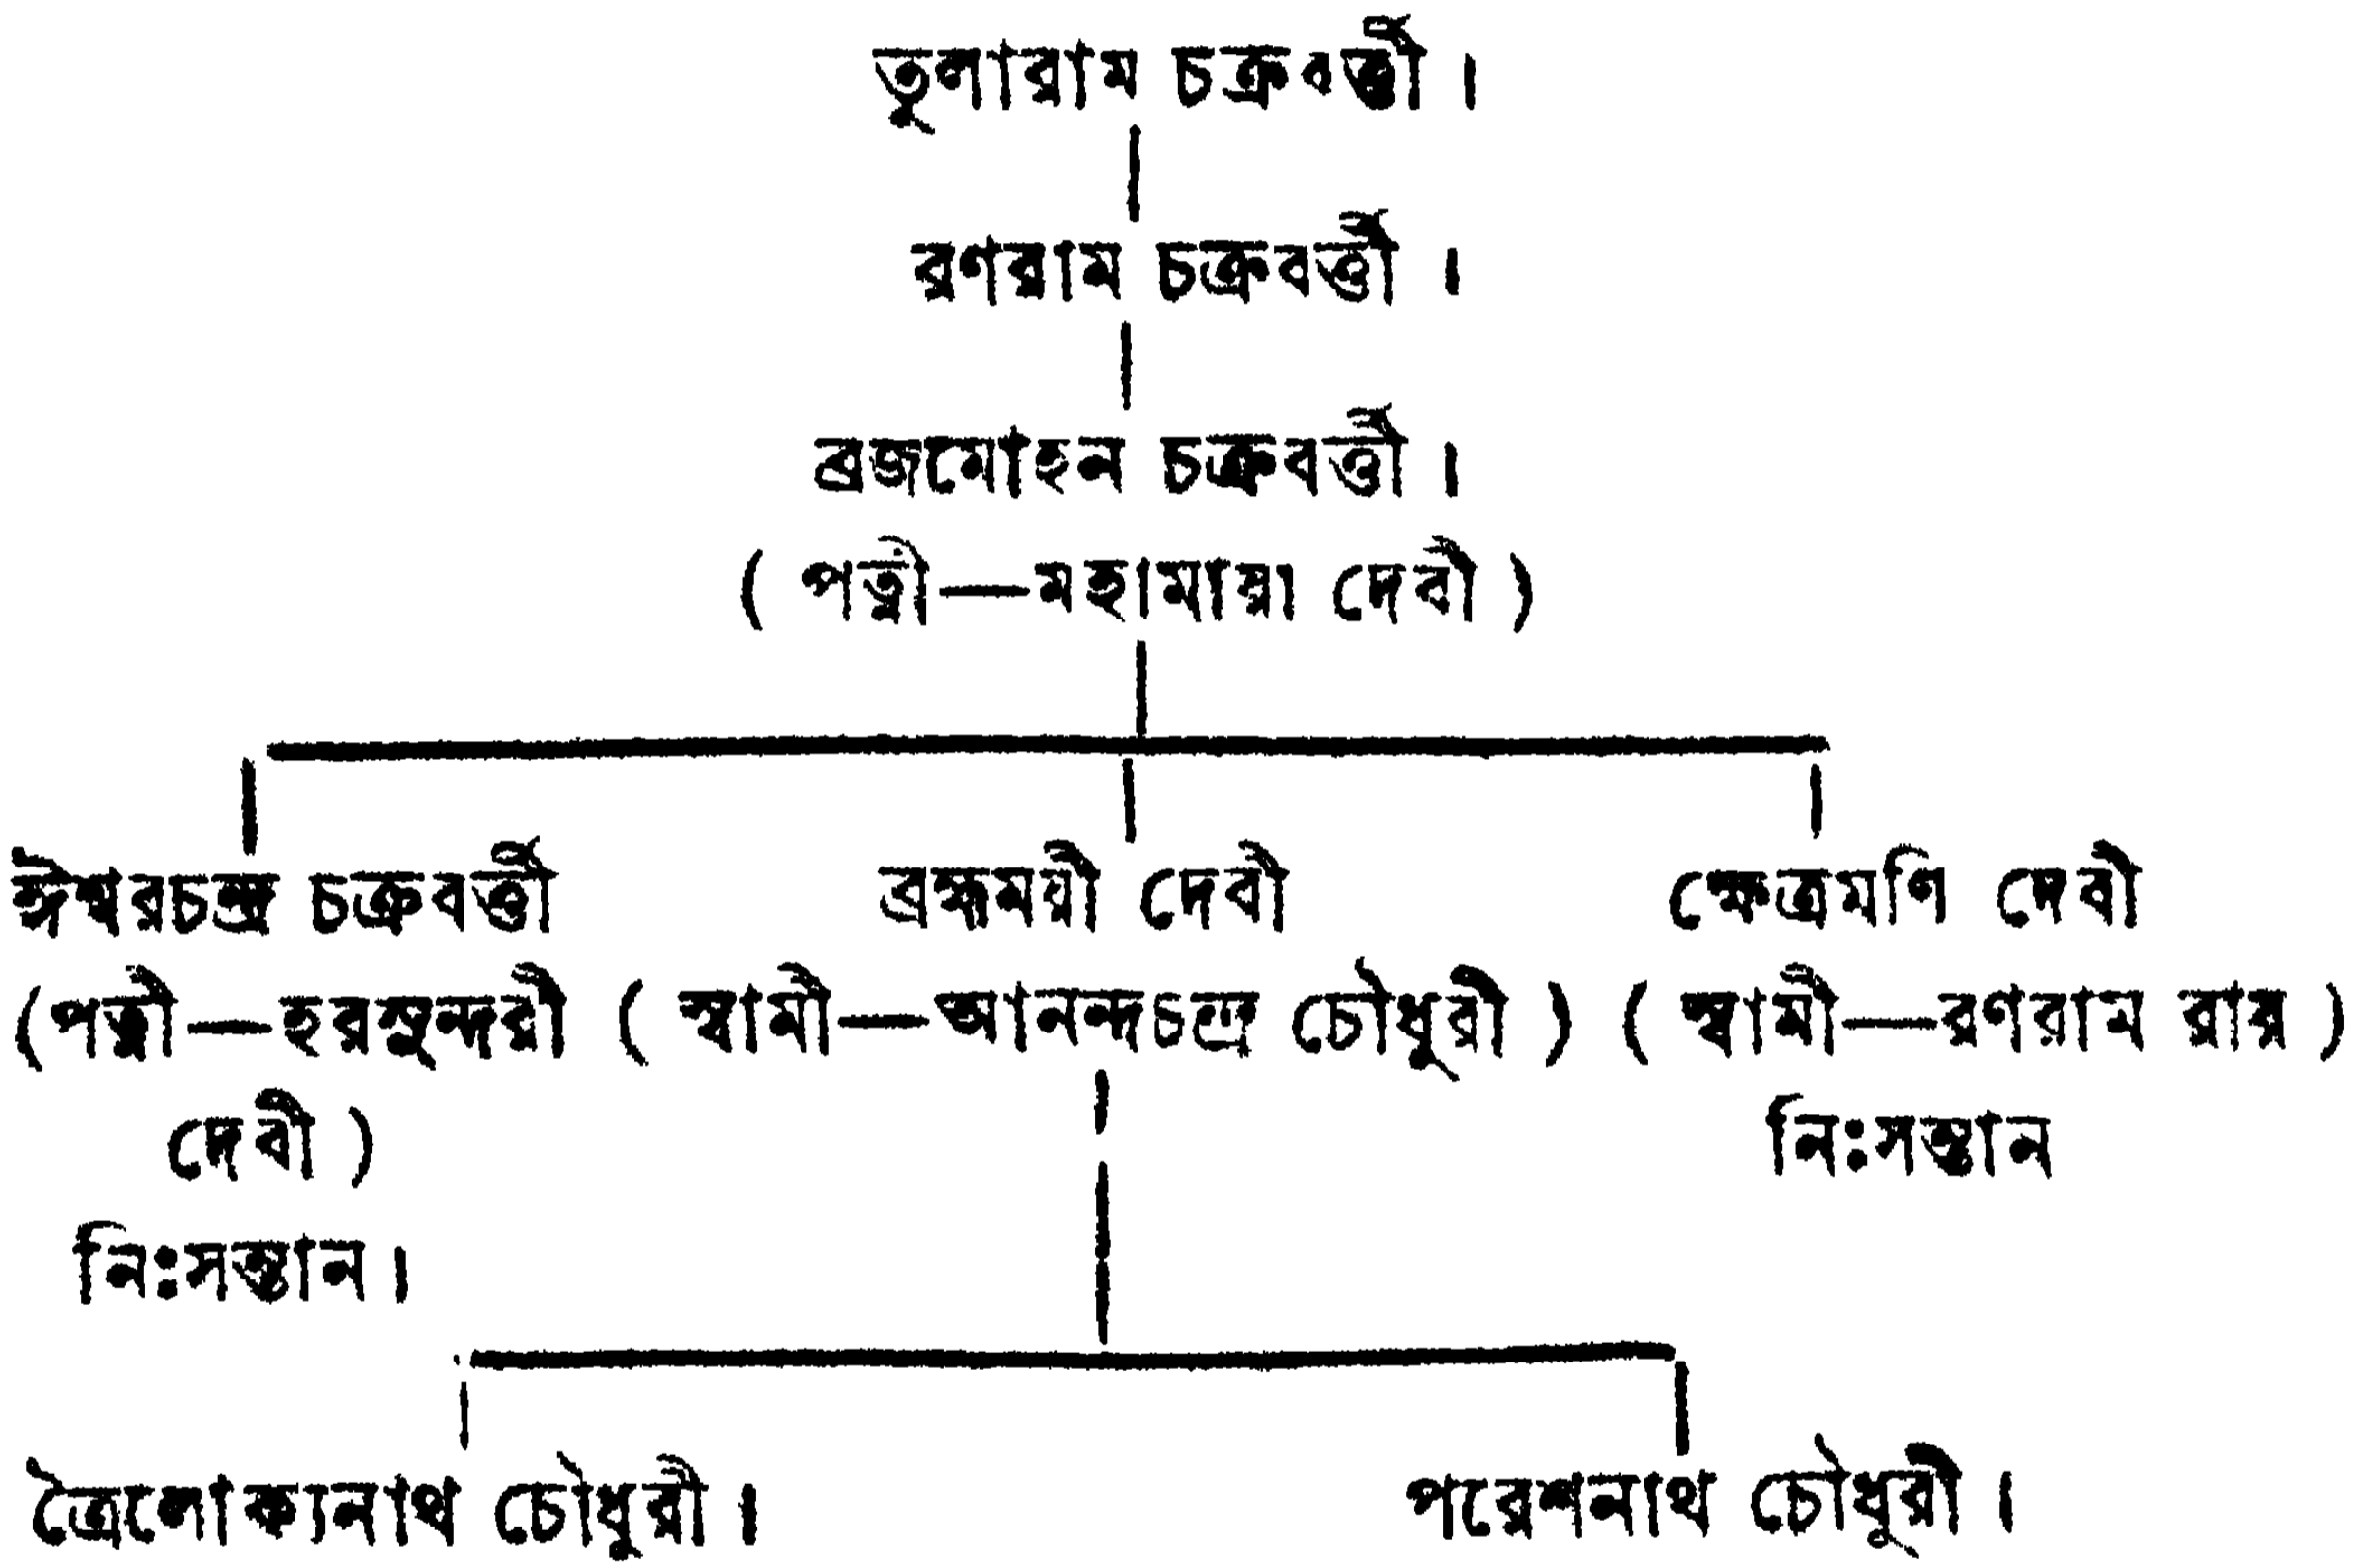 তুলারাম চক্রবর্ত্তী।
রণরাম চক্রবর্ত্তী।
ব্রজমোহন চক্রবর্ত্তী।
( পত্নী—মহামায়া দেবী )
ঈশ্বরচন্দ্র চক্রবর্ত্তী ব্রহ্মময়ী দেবী ক্ষেত্রমণি দেবী
(পত্নী—হরসুন্দরী ( স্বামী—আনন্দচন্দ্র চৌধুরী ) ( স্বামী—রণরাম রায় )
দেবী ) নিঃসন্তান
নিঃসন্তান।
ত্রৈলোক্যনাথ চৌধুরী। পরেশনাথ চৌধুরী।